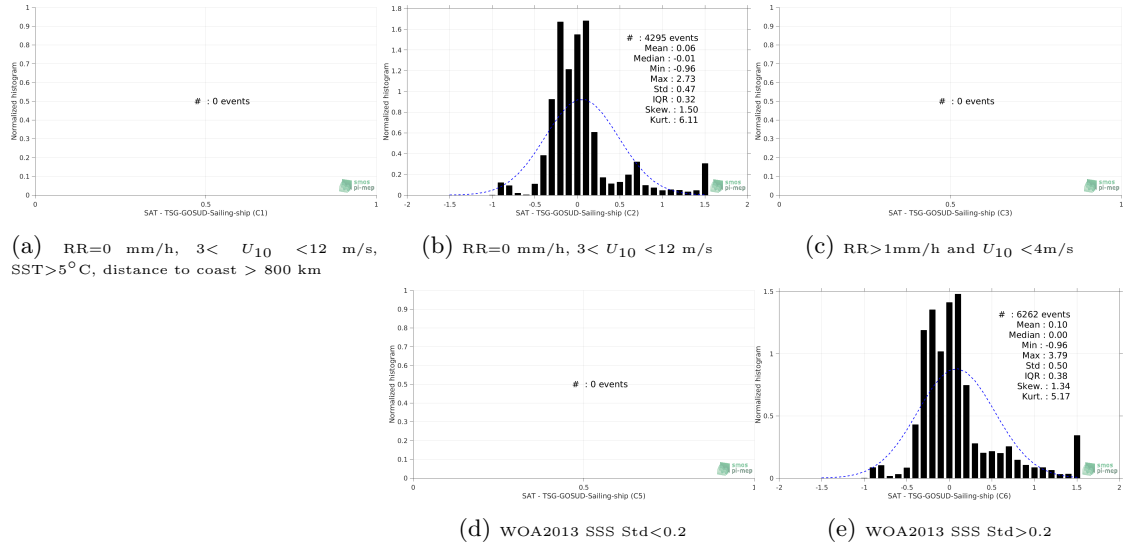 1
0.9
0.8
0.7
0.6
0.5
0.4
0.3
0.2
0.1
0
Normalized histogram
# : 0 events
0 0.5 1
SAT - TSG-GOSUD-Sailing-ship (C1)
smos
pi-mep
(a) RR=0 mm/h, 3< U10 <12 m/s,
SST>5°C, distance to coast > 800 km
1.8
1.6
1.4
1.2
1
0.8
0.6
0.4
0.2
0
Normalized histogram
# : 4295 events
Mean : 0.06
Median : -0.01
Min : -0.96
Max : 2.73
Std : 0.47
IQR : 0.32
Skew. : 1.50
Kurt. : 6.11
-2 -1.5 -1 -0.5 0 0.5 1 1.5 2
SAT - TSG-GOSUD-Sailing-ship (C2)
smos
pi-mep
(b) RR=0 mm/h, 3< U10 <12 m/s
1
0.9
0.8
0.7
0.6
0.5
0.4
0.3
0.2
0.1
0
Normalized histogram
# : 0 events
0 0.5 1
SAT - TSG-GOSUD-Sailing-ship (C3)
smos
pi-mep
(c) RR>1mm/h and U10 <4m/s
1
0.9
0.8
0.7
0.6
0.5
0.4
0.3
0.2
0.1
0
Normalized histogram
# : 0 events
0 0.5 1
SAT - TSG-GOSUD-Sailing-ship (C5)
smos
pi-mep
(d) WOA2013 SSS Std<0.2
1.5
1
0.5
0
Normalized histogram
# : 6262 events
Mean : 0.10
Median : 0.00
Min : -0.96
Max : 3.79
Std : 0.50
IQR : 0.38
Skew. : 1.34
Kurt. : 5.17
-2 -1.5 -1 -0.5 0 0.5 1 1.5 2
SAT - TSG-GOSUD-Sailing-ship (C6)
smos
pi-mep
(e) WOA2013 SSS Std>0.2